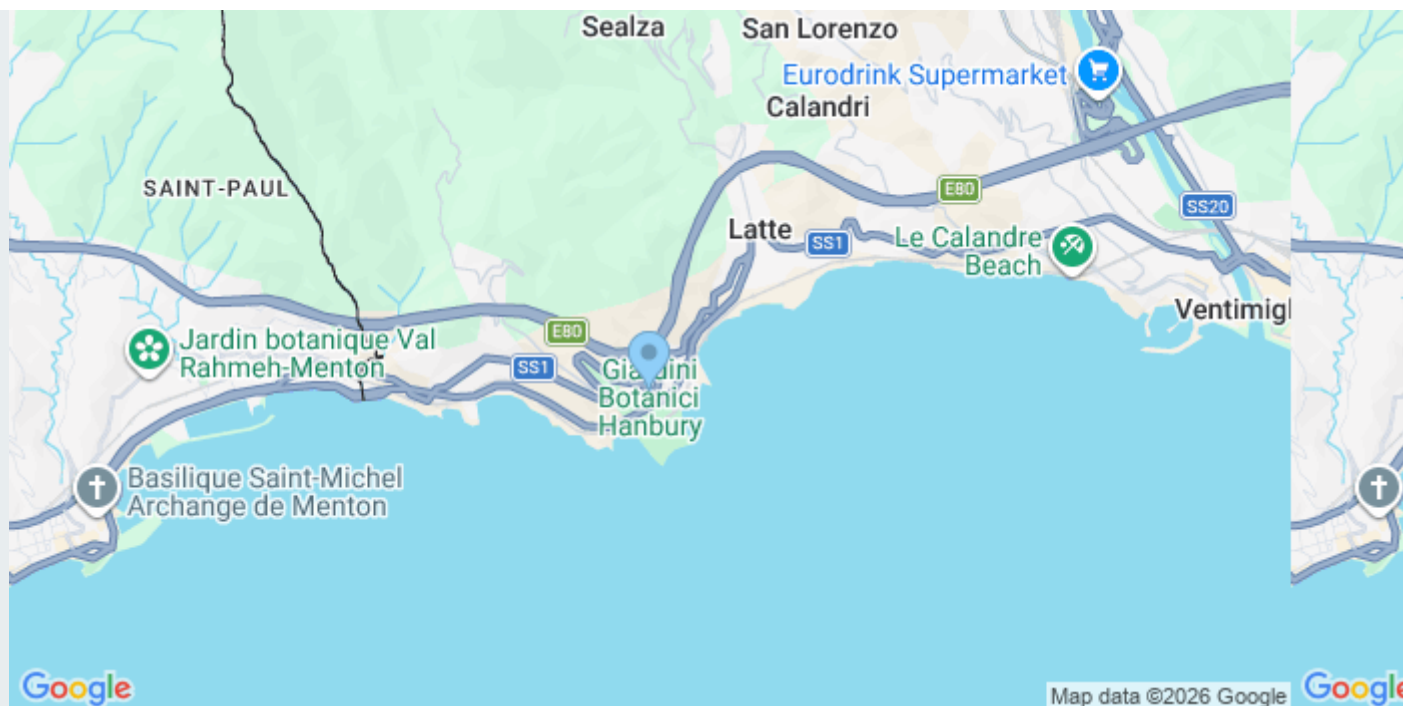 Sealza
San Lorenzo
Eurodrink Supermarket
Calandri
SAINT-PAUL
E80
SS20
Latte
SS1
Le Calandre
Beach
Ventimigl
E80
Jardin botanique Val
Rahmeh-Menton
SS1
Giardini
Botanici
Hanbury
Basilique Saint-Michel
Archange de Menton
Google
Map data ©2026 Google
Google